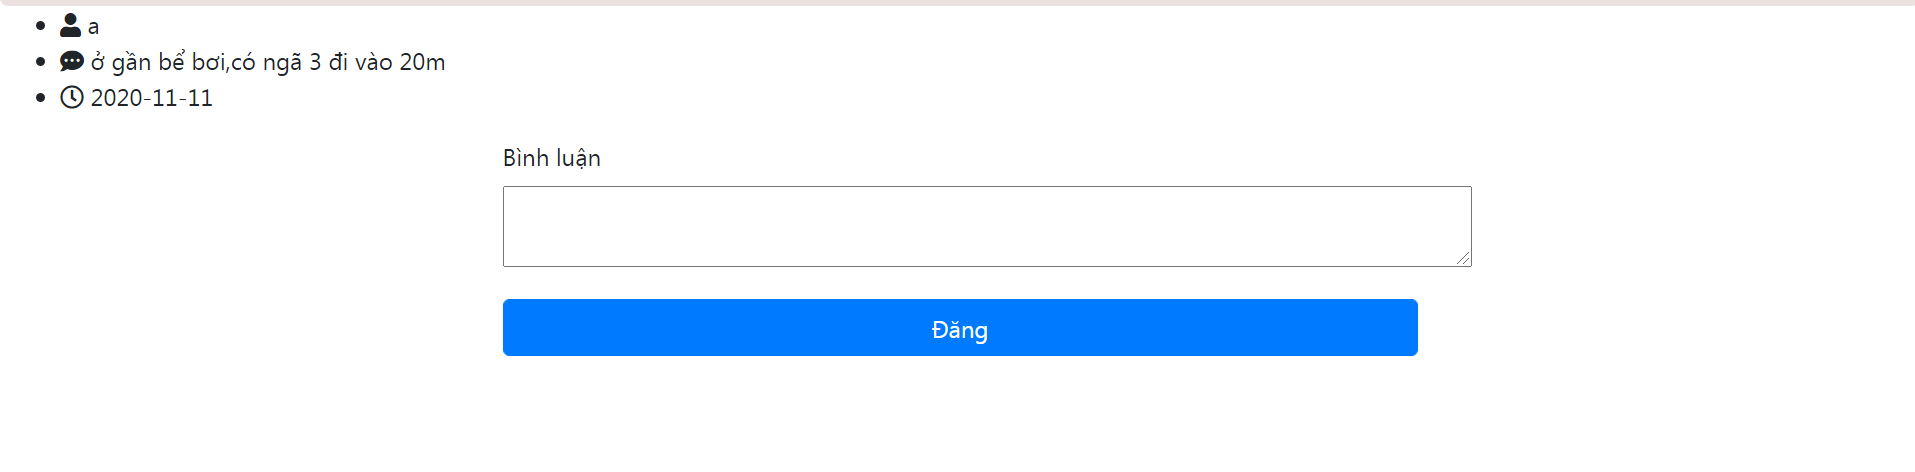 a
ở gần bể bơi,có ngã 3 đi vào 20m
2020-11-11
Bình luận
Đăng